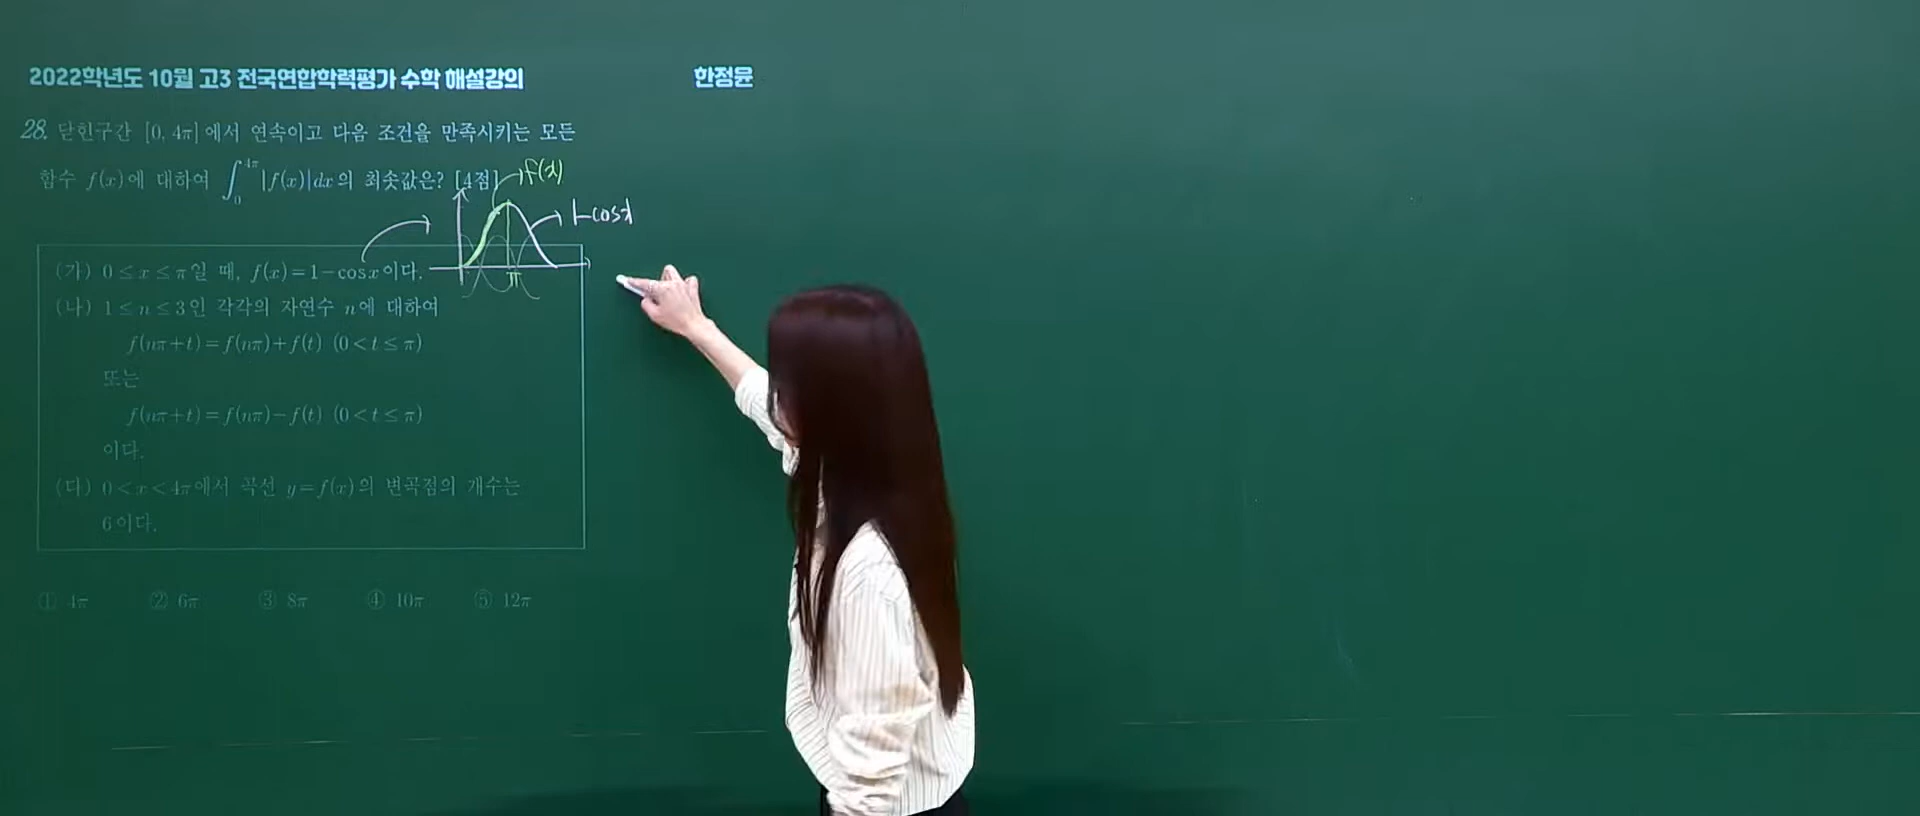 2022학년도 10월 고3 전국연합학력평가 수학 해설강의
한정윤
28. 닫힌구간 [0, 4π]에서 연속이고 다음 조건을 만족시키는 모든
함수 f(x)에 대하여 ∫₀^{4π} |f(x)|dx의 최솟값은? [4점]
f(x)
1-cosx
π
(가) 0≤x≤π일 때, f(x)=1-cosx이다.
(나) 1≤n≤3인 각각의 자연수 n에 대하여
f(nπ+t)=f(nπ)+f(t) (0<t≤π)
또는
f(nπ+t)=f(nπ)-f(t) (0<t≤π)
이다.
(다) 0<x<4π에서 곡선 y=f(x)의 변곡점의 개수는
6이다.
① 4π ② 6π ③ 8π ④ 10π ⑤ 12π